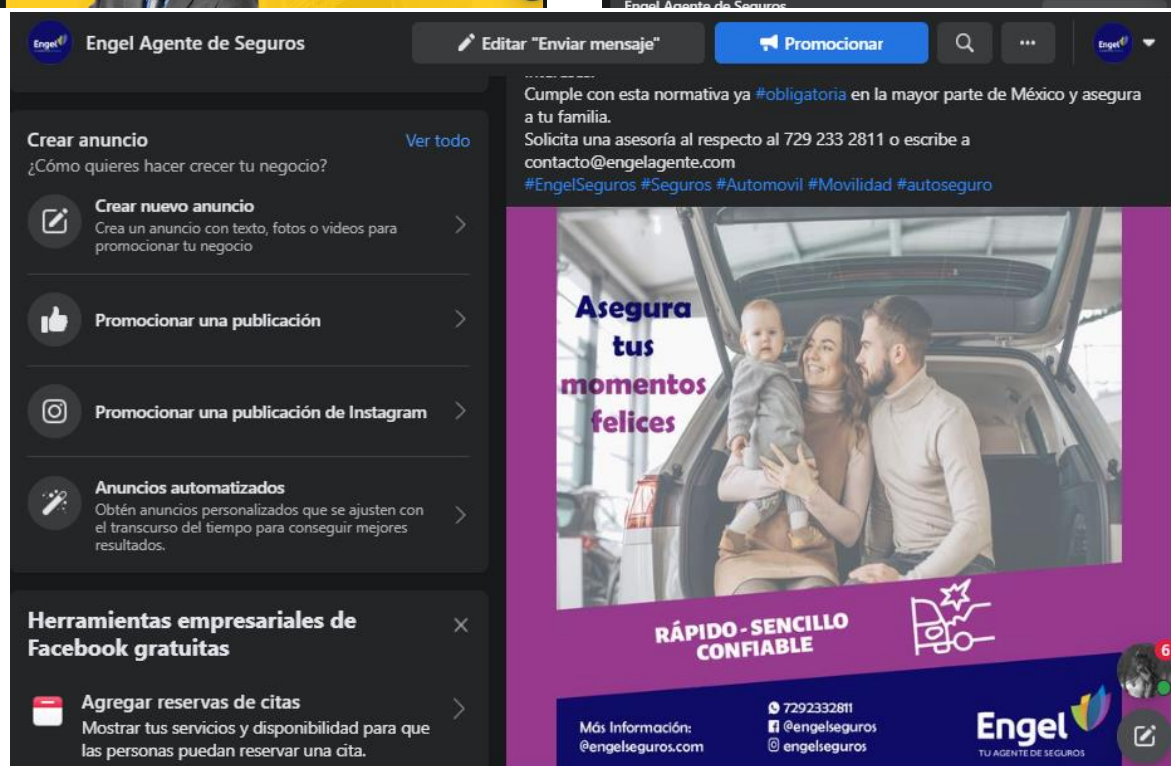 Engel Agente de Seguros
Engel
Engel Agente de Seguros
Editar "Enviar mensaje"
Promocionar
Engel
Crear anuncio
Ver todo
¿Cómo quieres hacer crecer tu negocio?
Crear nuevo anuncio
Crea un anuncio con texto, fotos o videos para
promocionar tu negocio
Promocionar una publicación
Promocionar una publicación de Instagram
Anuncios automatizados
Obtén anuncios personalizados que se ajusten con
el transcurso del tiempo para conseguir mejores
resultados.
Herramientas empresariales de
Facebook gratuitas
Agregar reservas de citas
Mostrar tus servicios y disponibilidad para que
las personas puedan reservar una cita.
Cumple con esta normativa ya #obligatoria en la mayor parte de México y asegura
a tu familia.
Solicita una asesoría al respecto al 729 233 2811 o escribe a
contacto@engelagente.com
#EngelSeguros #Seguros #Automovil #Movilidad #autoseguro
Asegura
tus
momentos
felices
RÁPIDO - SENCILLO
CONFIABLE
Más Información:
@engelseguros.com
7292332811
@engelseguros
engelseguros
Engel
TU AGENTE DE SEGUROS
6